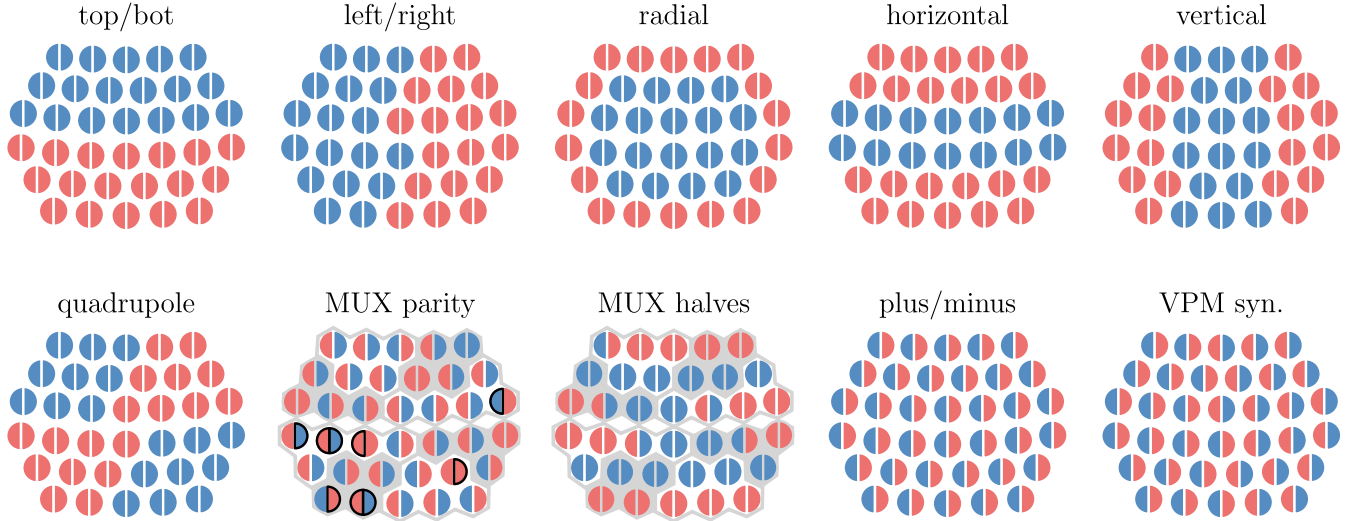 top/bot left/right radial horizontal vertical
quadrupole MUX parity MUX halves plus/minus VPM syn.